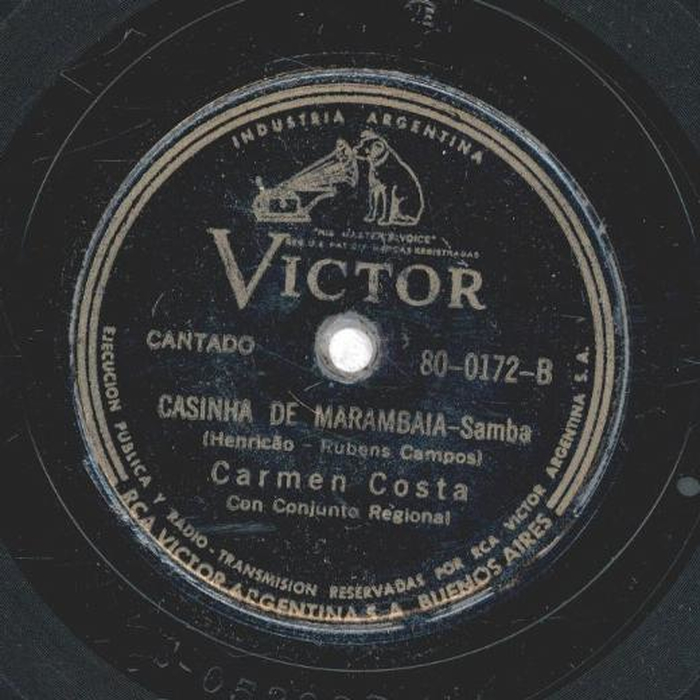 INDUSTRIA ARGENTINA
"HIS MASTER'S VOICE"
VICTOR
CANTADO
80-0172-B
CASINHA DE MARAMBAIA-Samba
(Henricão - Rubens Campos)
Carmen Costa
Con Conjunto Regional
EJECUCION PUBLICA Y RADIO-TRANSMISION RESERVADAS POR RCA VICTOR ARGENTINA S.A.
RCA VICTOR ARGENTINA S.A. BUENOS AIRES